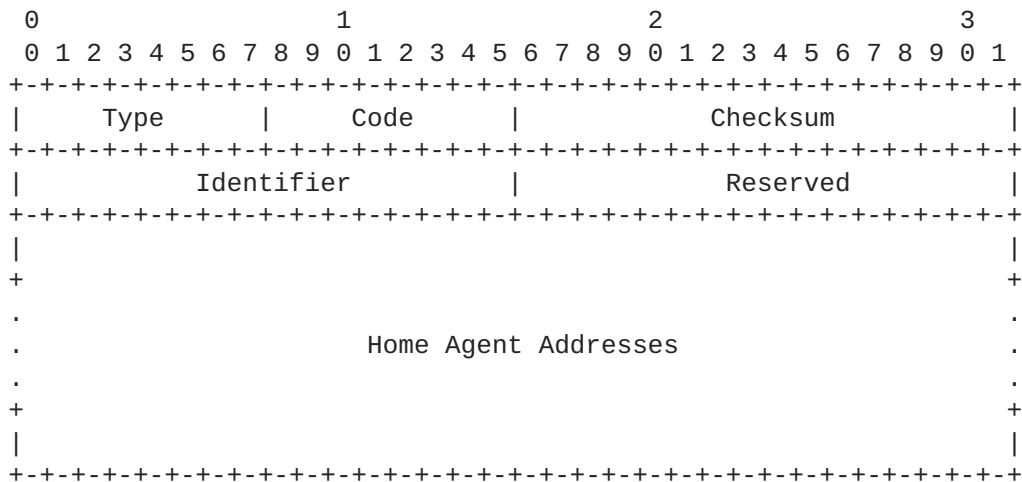 0                   1                   2                   3
 0 1 2 3 4 5 6 7 8 9 0 1 2 3 4 5 6 7 8 9 0 1 2 3 4 5 6 7 8 9 0 1
+-+-+-+-+-+-+-+-+-+-+-+-+-+-+-+-+-+-+-+-+-+-+-+-+-+-+-+-+-+-+-+-+
|     Type      |     Code      |            Checksum           |
+-+-+-+-+-+-+-+-+-+-+-+-+-+-+-+-+-+-+-+-+-+-+-+-+-+-+-+-+-+-+-+-+
|           Identifier          |             Reserved          |
+-+-+-+-+-+-+-+-+-+-+-+-+-+-+-+-+-+-+-+-+-+-+-+-+-+-+-+-+-+-+-+-+
|                                                               |
+                                                               +
.                                                               .
.                      Home Agent Addresses                     .
.                                                               .
+                                                               +
|                                                               |
+-+-+-+-+-+-+-+-+-+-+-+-+-+-+-+-+-+-+-+-+-+-+-+-+-+-+-+-+-+-+-+-+